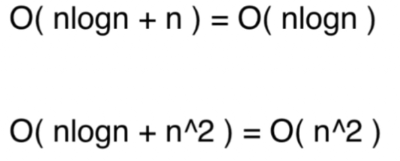 O( nlogn + n ) = O( nlogn )
O( nlogn + n^2 ) = O( n^2 )